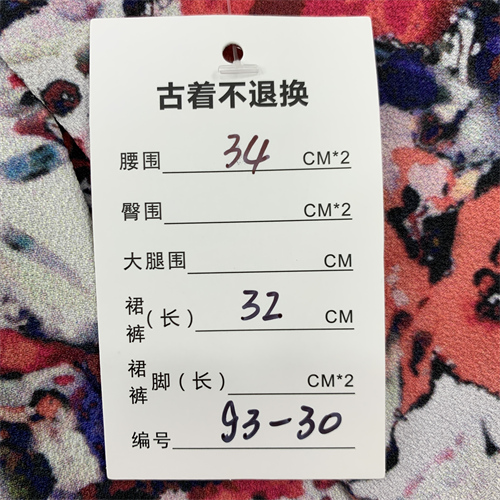 古着不退换
腰围 34 CM*2
臀围 CM*2
大腿围 CM
裙裤(长) 32 CM
裙裤脚(长) CM*2
编号 93-30